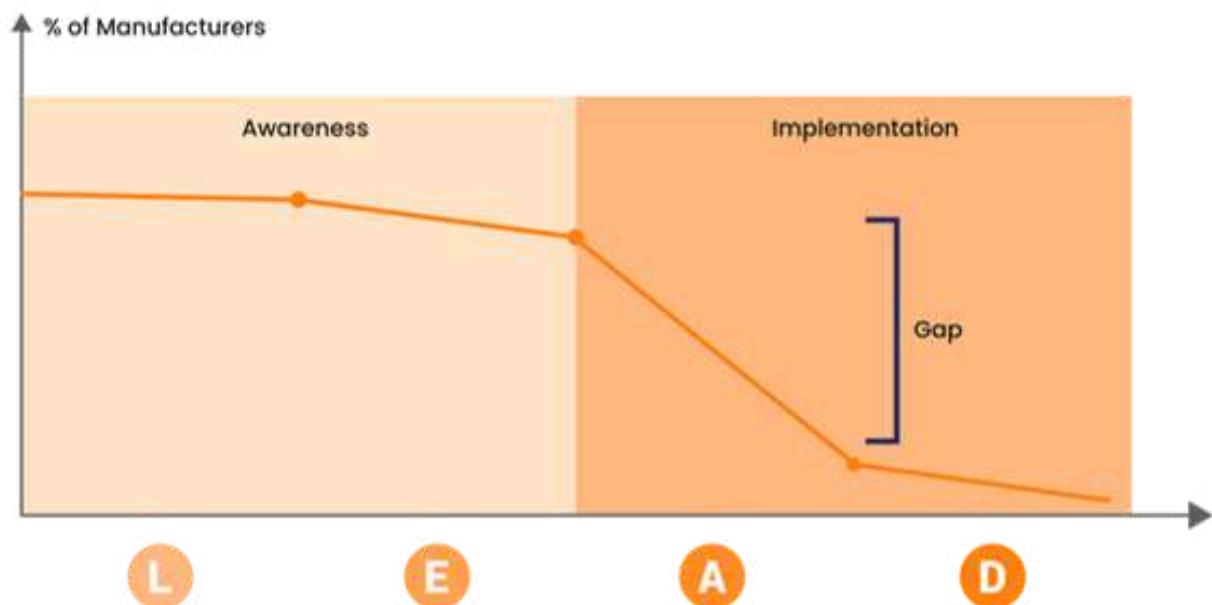 % of Manufacturers
Awareness
Implementation
Gap
L
E
A
D